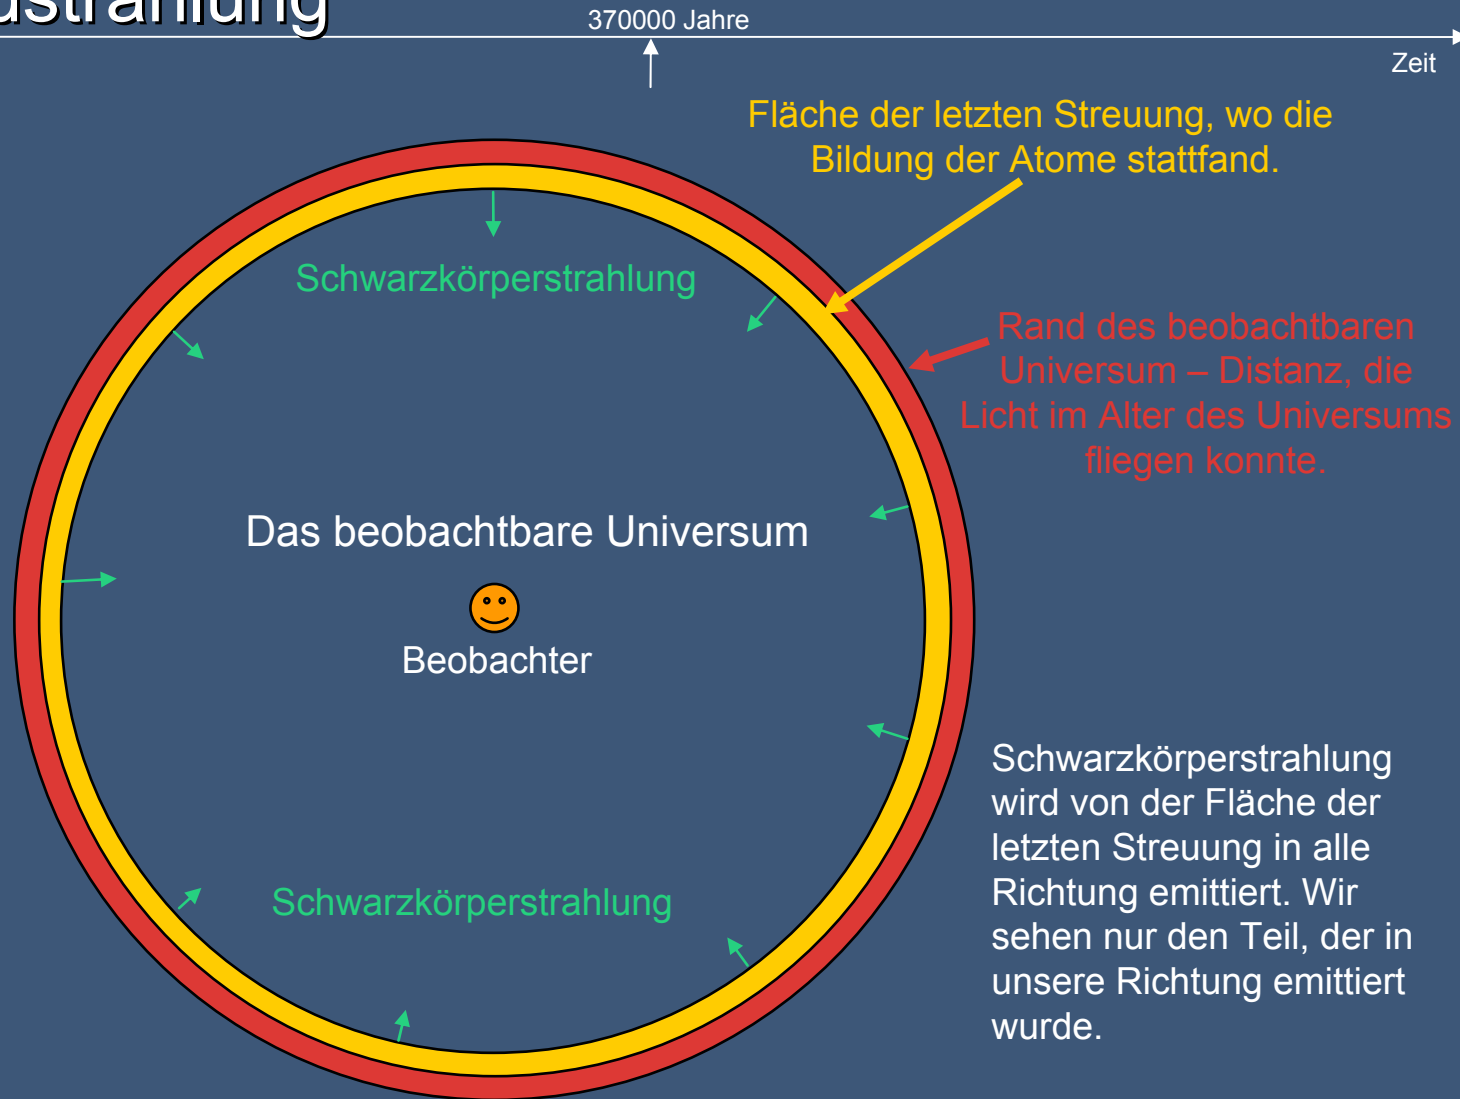 370000 Jahre
Zeit
Fläche der letzten Streuung, wo die
Bildung der Atome stattfand.
Schwarzkörperstrahlung
Rand des beobachtbaren
Universum – Distanz, die
Licht im Alter des Universums
fliegen konnte.
Das beobachtbare Universum
Beobachter
Schwarzkörperstrahlung
wird von der Fläche der
letzten Streuung in alle
Richtung emittiert. Wir
sehen nur den Teil, der in
unsere Richtung emittiert
wurde.
Schwarzkörperstrahlung